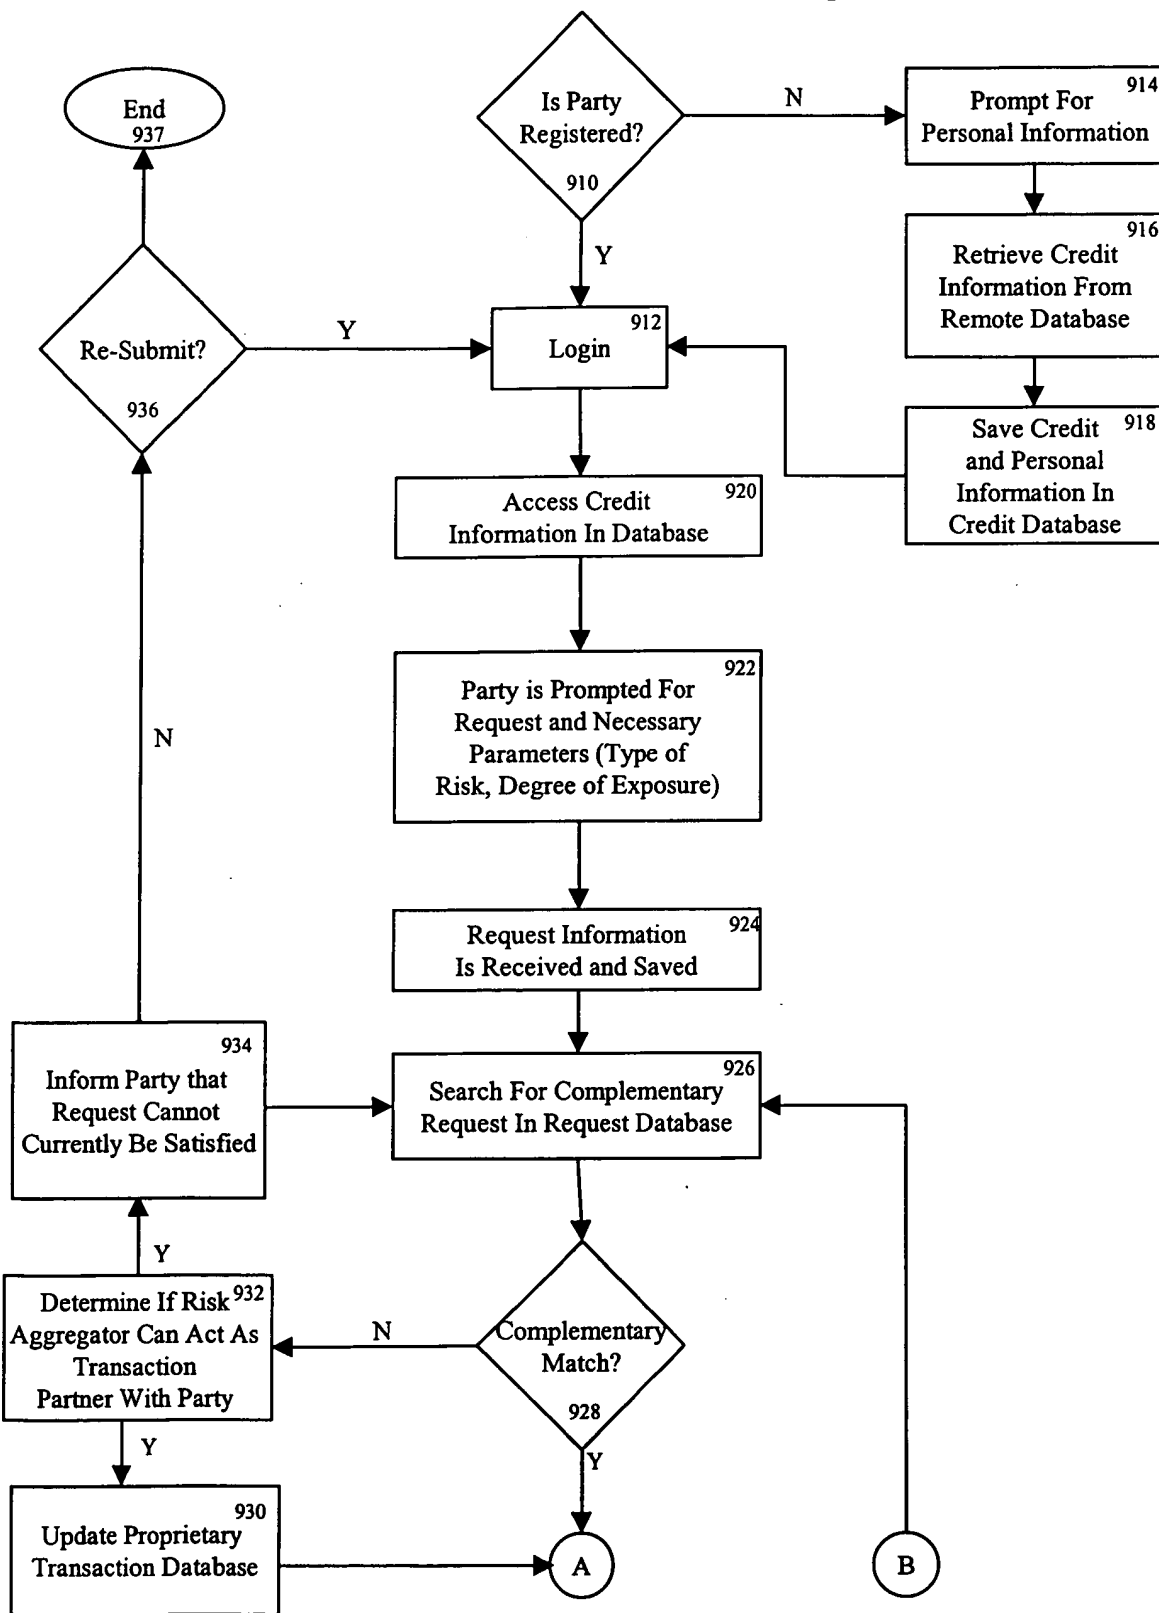 End
937
Is Party
Registered?
910
N
914
Prompt For
Personal Information
916
Retrieve Credit
Information From
Remote Database
918
Save Credit
and Personal
Information In
Credit Database
Y
Re-Submit?
936
Y
912
Login
920
Access Credit
Information In Database
922
Party is Prompted For
Request and Necessary
Parameters (Type of
Risk, Degree of Exposure)
N
924
Request Information
Is Received and Saved
934
Inform Party that
Request Cannot
Currently Be Satisfied
926
Search For Complementary
Request In Request Database
Y
932
Determine If Risk
Aggregator Can Act As
Transaction
Partner With Party
N
Complementary
Match?
928
Y
Y
930
Update Proprietary
Transaction Database
A
B